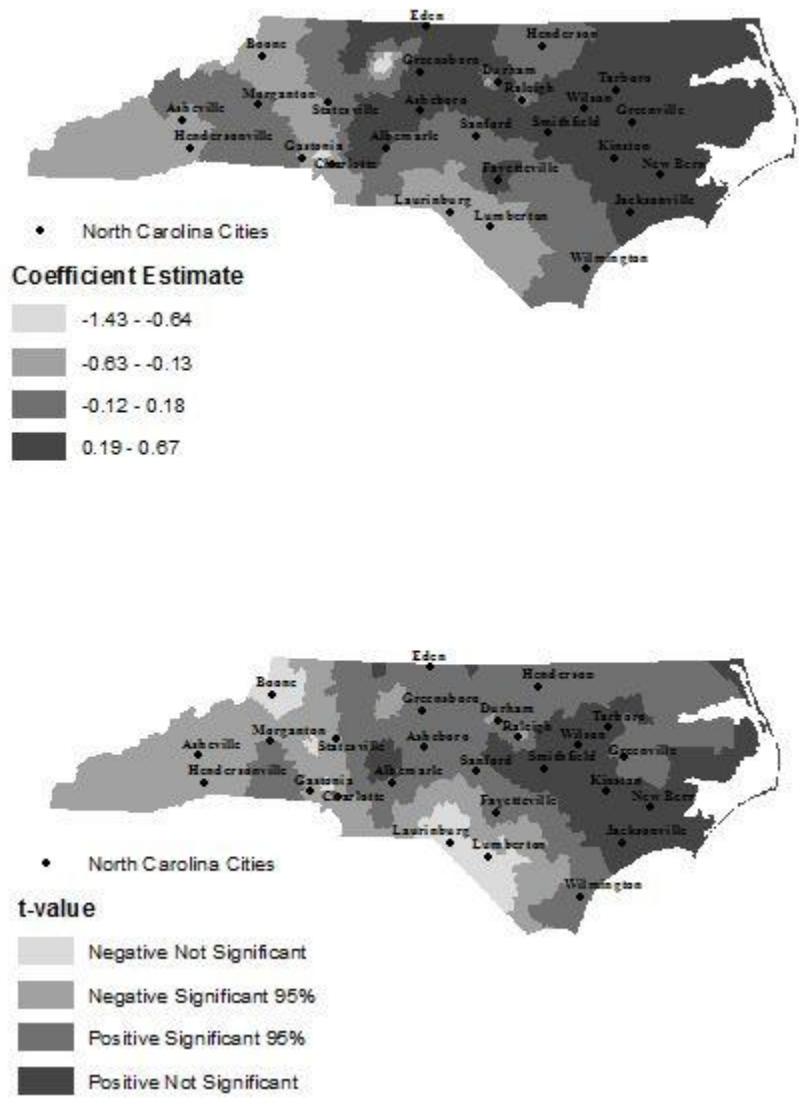 Eden
Henderson
Boone
Greensboro
Durham
Raleigh
Tarboro
Morganton
Statesville
Asheboro
Wilson
Greenville
Asheville
Sanford
Smithfield
Hendersonville
Gastonia
Charlotte
Albemarle
Kinston
Fayetteville
New Bern
Laurinburg
Lumberton
Jacksonville
North Carolina Cities
Wilmington
Coefficient Estimate
-1.43 - -0.64
-0.63 - -0.13
-0.12 - 0.18
0.19 - 0.67
Eden
Henderson
Boone
Greensboro
Durham
Raleigh
Tarboro
Morganton
Statesville
Asheboro
Wilson
Greenville
Asheville
Sanford
Smithfield
Hendersonville
Gastonia
Charlotte
Albemarle
Kinston
Fayetteville
New Bern
Laurinburg
Lumberton
Jacksonville
North Carolina Cities
Wilmington
t-value
Negative Not Significant
Negative Significant 95%
Positive Significant 95%
Positive Not Significant